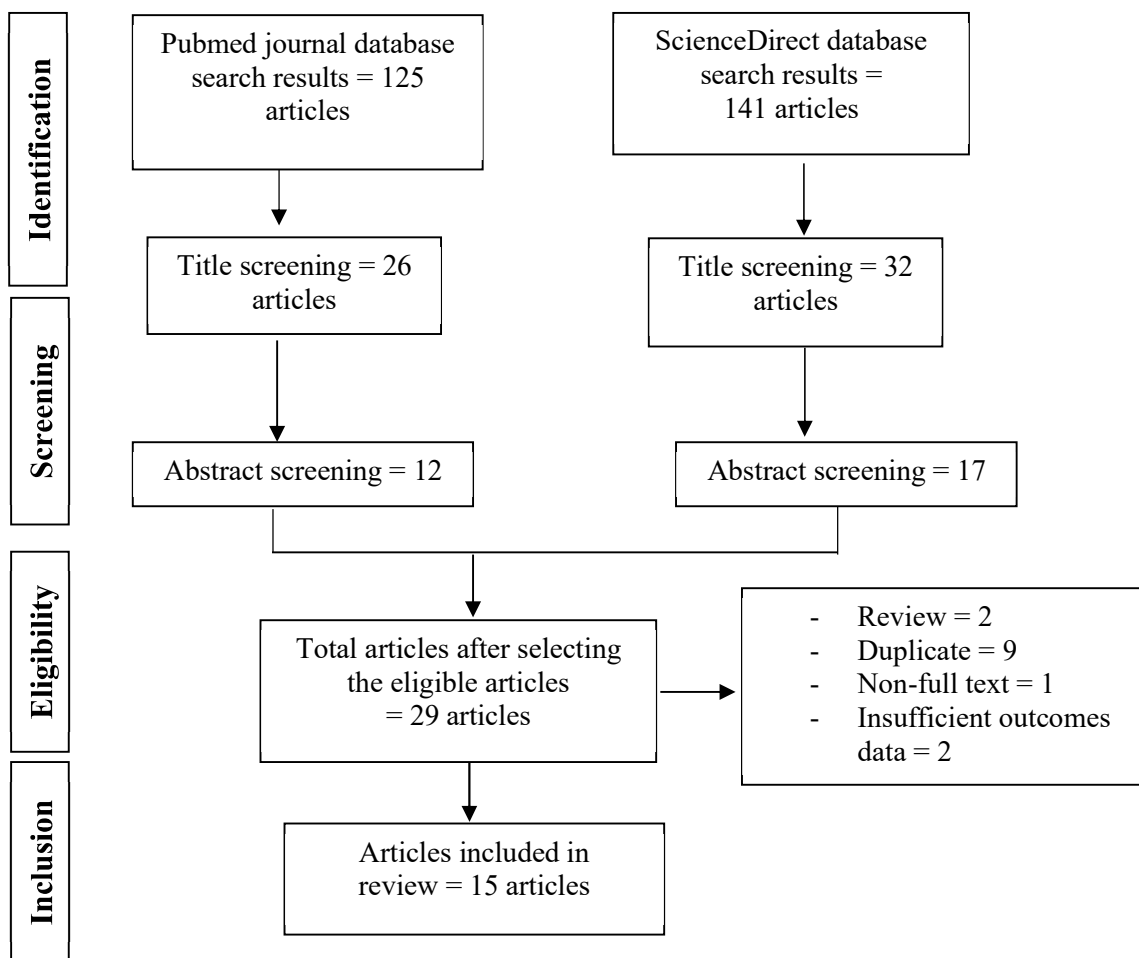 Identification
Pubmed journal database
search results = 125
articles
ScienceDirect database
search results =
141 articles
Title screening = 26
articles
Title screening = 32
articles
Screening
Abstract screening = 12
Abstract screening = 17
Eligibility
Total articles after selecting
the eligible articles
= 29 articles
- Review = 2
- Duplicate = 9
- Non-full text = 1
- Insufficient outcomes
data = 2
Inclusion
Articles included in
review = 15 articles